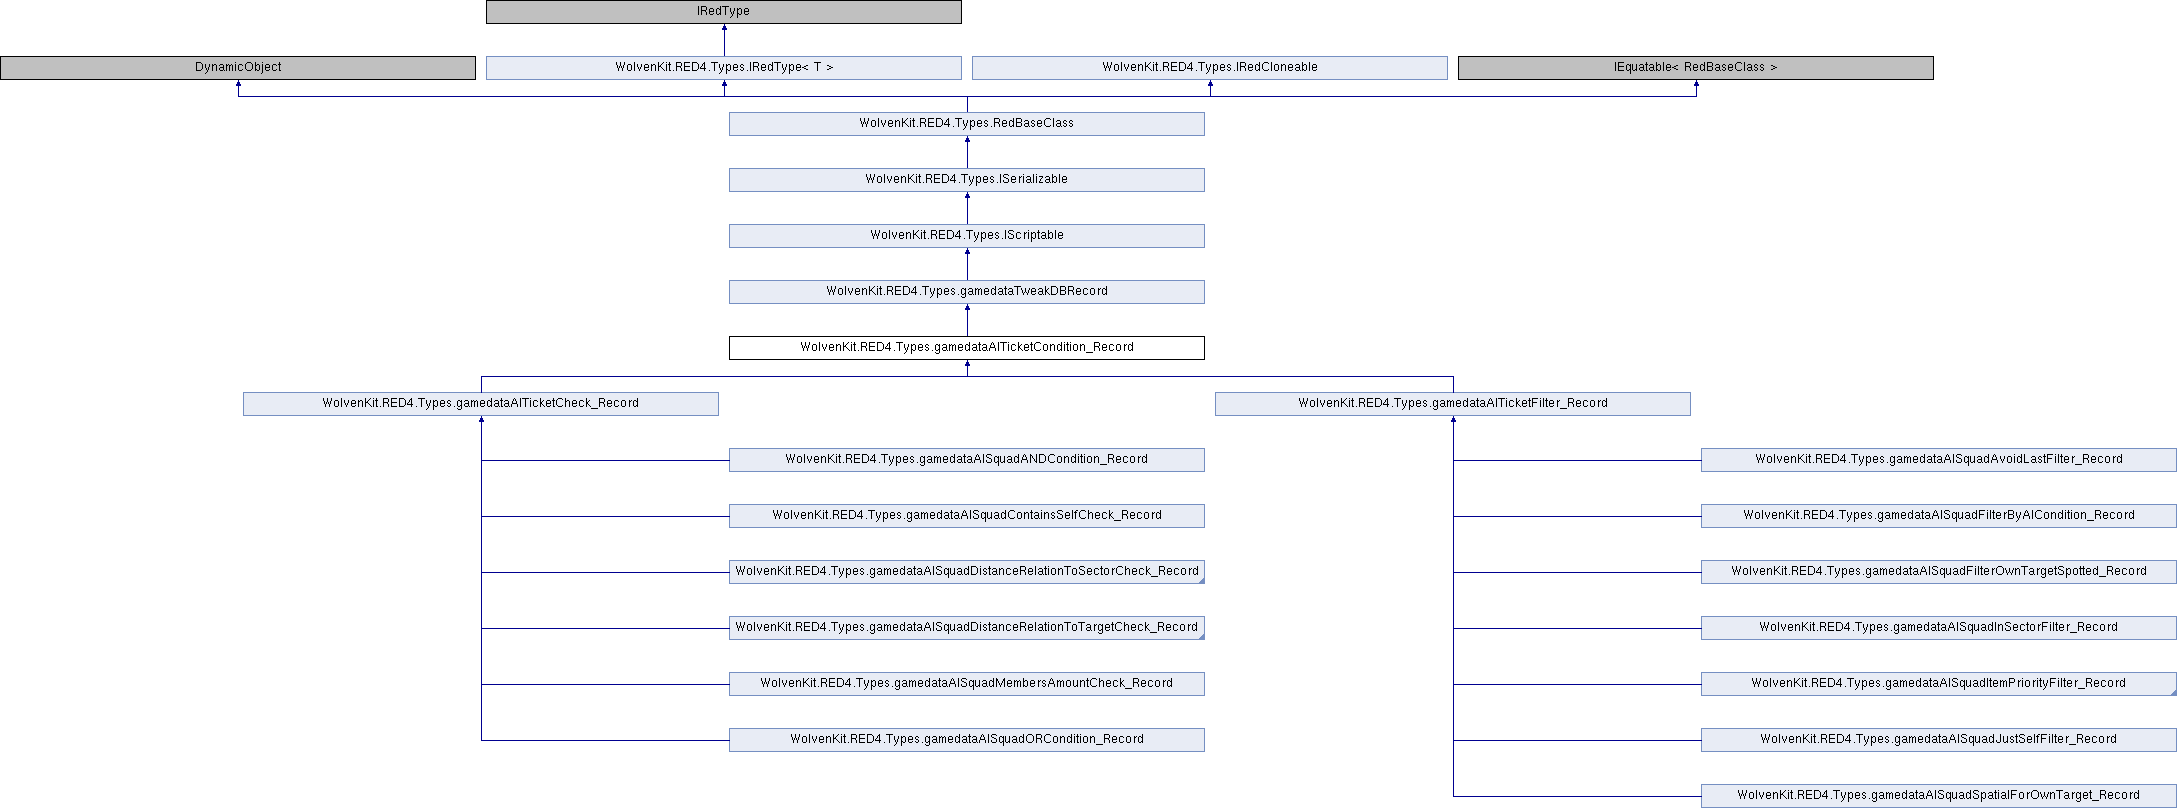 IRedType
DynamicObject
WolvenKit.RED4.Types.IRedType< T >
WolvenKit.RED4.Types.IRedCloneable
IEquatable< RedBaseClass >
WolvenKit.RED4.Types.RedBaseClass
WolvenKit.RED4.Types.ISerializable
WolvenKit.RED4.Types.IScriptable
WolvenKit.RED4.Types.gamedataTweakDBRecord
WolvenKit.RED4.Types.gamedataAITicketCondition_Record
WolvenKit.RED4.Types.gamedataAITicketCheck_Record
WolvenKit.RED4.Types.gamedataAITicketFilter_Record
WolvenKit.RED4.Types.gamedataAISquadANDCondition_Record
WolvenKit.RED4.Types.gamedataAISquadAvoidLastFilter_Record
WolvenKit.RED4.Types.gamedataAISquadContainsSelfCheck_Record
WolvenKit.RED4.Types.gamedataAISquadFilterByAICondition_Record
WolvenKit.RED4.Types.gamedataAISquadDistanceRelationToSectorCheck_Record
WolvenKit.RED4.Types.gamedataAISquadFilterOwnTargetSpotted_Record
WolvenKit.RED4.Types.gamedataAISquadDistanceRelationToTargetCheck_Record
WolvenKit.RED4.Types.gamedataAISquadInSectorFilter_Record
WolvenKit.RED4.Types.gamedataAISquadMembersAmountCheck_Record
WolvenKit.RED4.Types.gamedataAISquadItemPriorityFilter_Record
WolvenKit.RED4.Types.gamedataAISquadORCondition_Record
WolvenKit.RED4.Types.gamedataAISquadJustSelfFilter_Record
WolvenKit.RED4.Types.gamedataAISquadSpatialForOwnTarget_Record